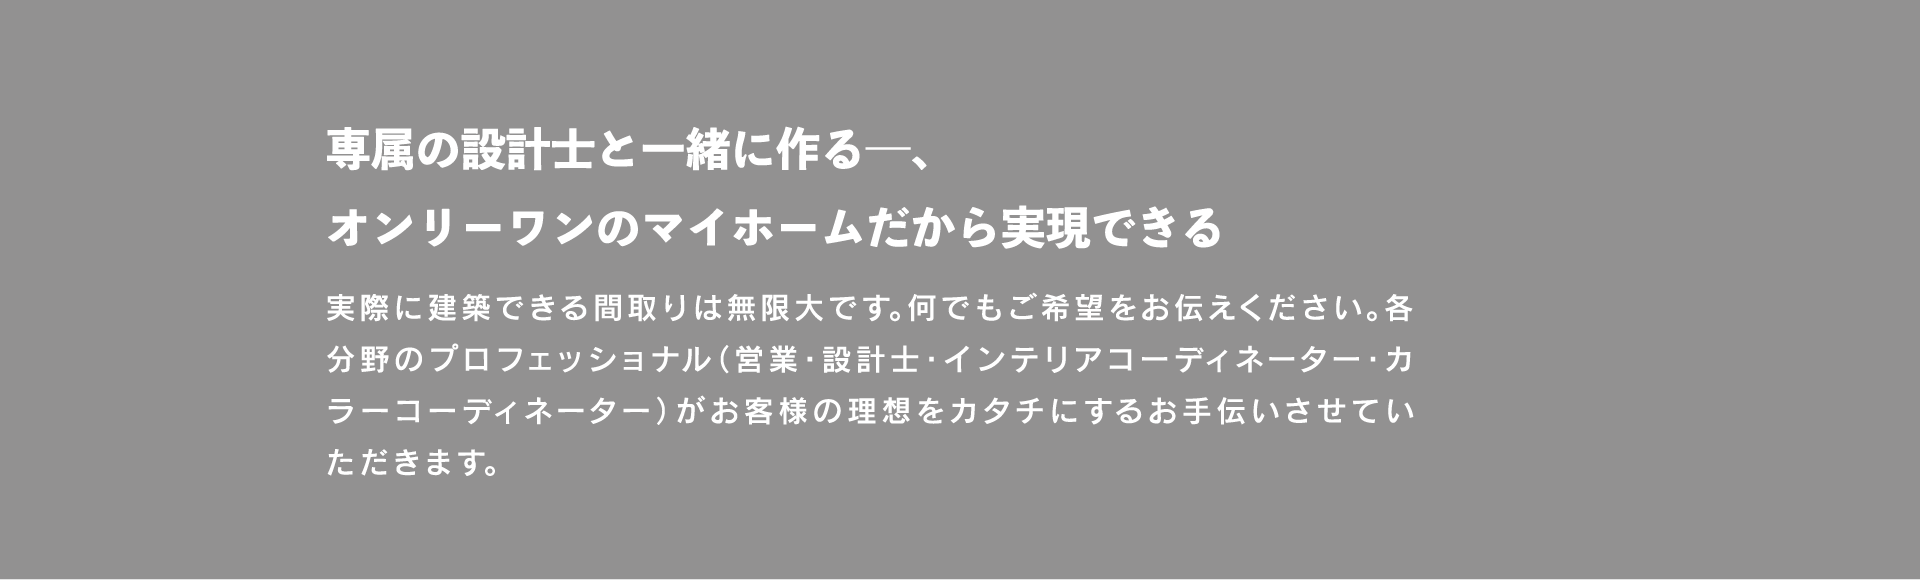 専属の設計士と一緒に作る―、
オンリーワンのマイホームだから実現できる
実際に建築できる間取りは無限大です。何でもご希望をお伝えください。各
分野のプロフェッショナル（営業・設計士・インテリアコーディネーター・カ
ラーコーディネーター）がお客様の理想をカタチにするお手伝いさせてい
ただきます。